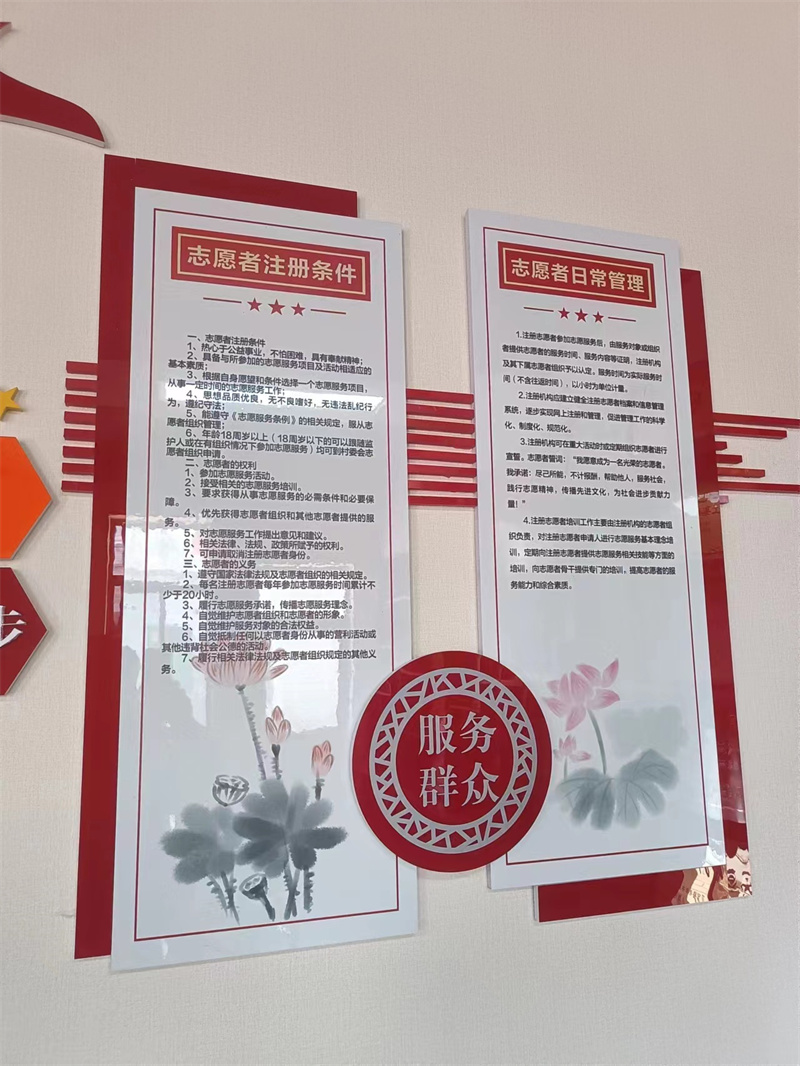 志愿者注册条件
一、志愿者注册条件
1、热心于公益事业，不怕困难，具有奉献精神；
2、具备与所参加的志愿服务项目及活动相适应的
基本素质；
3、根据自身愿望和条件选择一个志愿服务项目，
从事一定时间的志愿服务工作；
4、思想品质优良，无不良嗜好，无违法乱纪行
为，遵纪守法；
5、能遵守《志愿服务条例》的相关规定，服从志
愿者组织管理；
6、年龄18周岁以上（18周岁以下的可以跟随监
护人或在有组织情况下参加志愿服务）均可到村委会志
愿者组织申请。
二、志愿者的权利
1、参加志愿服务活动。
2、接受相关的志愿服务培训。
3、要求获得从事志愿服务的必需条件和必要保
障。
4、优先获得志愿者组织和其他志愿者提供的服
务。
5、对志愿服务工作提出意见和建议。
6、相关法律、法规、政策所赋予的权利。
7、可申请取消注册志愿者身份。
三、志愿者的义务
1、遵守国家法律法规及志愿者组织的相关规定。
2、每名注册志愿者每年参加志愿服务时间累计不
少于20小时。
3、履行志愿服务承诺，传播志愿服务理念。
4、自觉维护志愿者组织和志愿者的形象。
5、自觉维护服务对象的合法权益。
6、自觉抵制任何以志愿者身份从事的营利活动或
其他违背社会公德的活动。
7、履行相关法律法规及志愿者组织规定的其他义
务。
志愿者日常管理
1.注册志愿者参加志愿服务后，由服务对象或组织
者提供志愿者的服务时间、服务内容等证明，注册机构
及其下属志愿者组织予以认定。服务时间为实际服务时
间（不含往返时间），以小时为单位计量。
2.注册机构应建立健全注册志愿者档案和信息管理
系统，逐步实现网上注册和管理，促进管理工作的科学
化、制度化、规范化。
3.注册机构可在重大活动时或定期组织志愿者进行
宣誓。志愿者誓词：“我愿意成为一名光荣的志愿者。
我承诺：尽己所能，不计报酬，帮助他人，服务社会，
践行志愿精神，传播先进文化，为社会进步贡献力
量！”
4.注册志愿者培训工作主要由注册机构的志愿者组
织负责，对注册志愿者申请人进行志愿服务基本理念培
训，定期向注册志愿者提供志愿服务相关技能等方面的
培训，向志愿者骨干提供专门的培训，提高志愿者的服
务能力和综合素质。
服务
群众
步